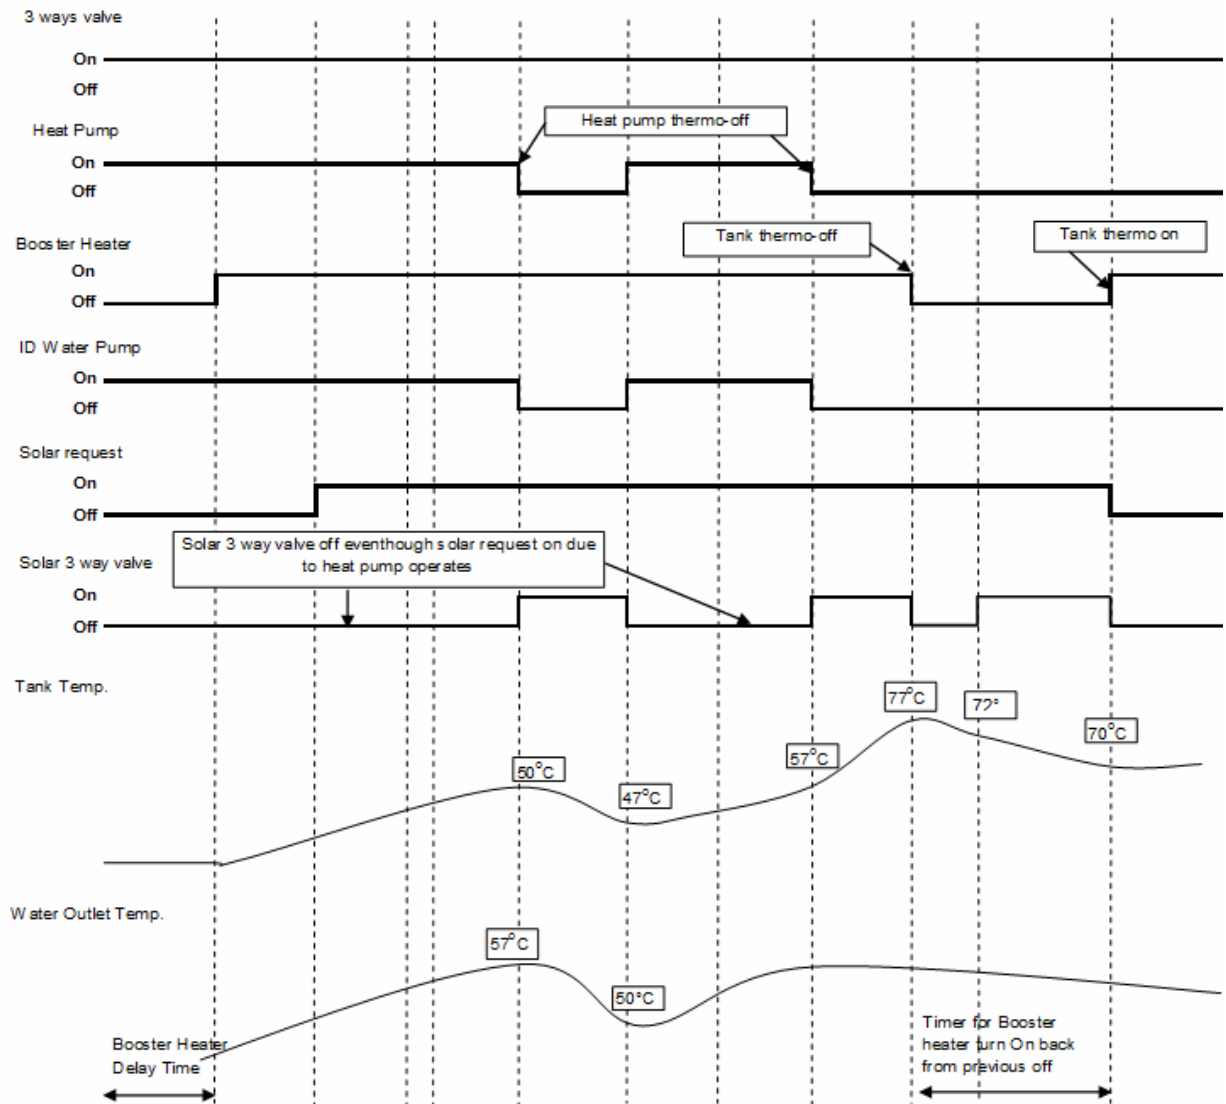 3 ways valve
On
Off
Heat Pump
Heat pump thermo-off
On
Off
Tank thermo-off
Tank thermo on
Booster Heater
On
Off
ID Water Pump
On
Off
Solar request
On
Off
Solar 3 way valve off eventhough solar request on due
to heat pump operates
Solar 3 way valve
On
Off
Tank Temp.
77°C
72°
70°C
57°C
50°C
47°C
Water Outlet Temp.
57°C
50°C
Booster Heater
Delay Time
Timer for Booster
heater turn On back
from previous off